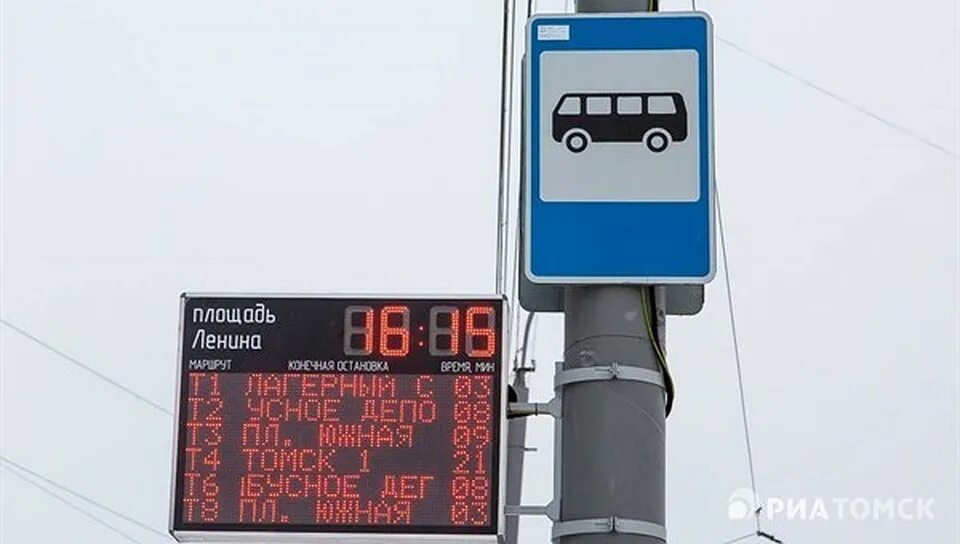 площадь
Ленина
16:15
МАРШРУТ КОНЕЧНАЯ ОСТАНОВКА ВРЕМЯ, МИН
Т1 ЛАГЕРНЫЙ С 03
Т2 УСНОЕ ДЕПО 08
Т3 ПЛ. ЮЖНАЯ 09
Т4 ТОМСК 1 21
Т6 БУСНОЕ ДЕГ 08
Т8 ПЛ. ЮЖНАЯ 03
РИАТОМСК